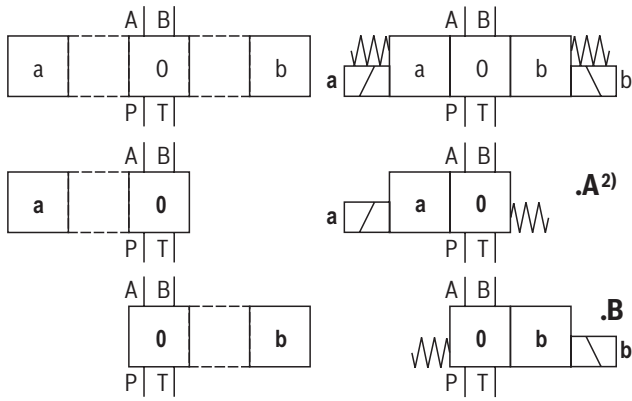 A B A B
a 0 b a a 0 b b
P T P T
A B A B .A²⁾
a 0 a a 0
P T P T
A B A B .B
0 b 0 b b
P T P T